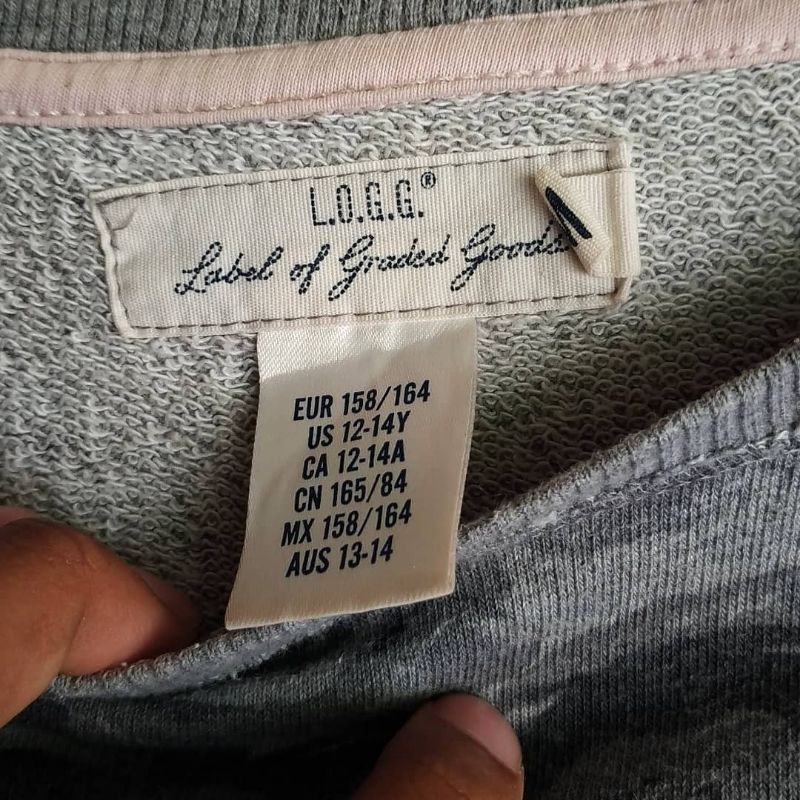 L.O.G.G.®
Label of Graded Goods
EUR 158/164
US 12-14Y
CA 12-14A
CN 165/84
MX 158/164
AUS 13-14